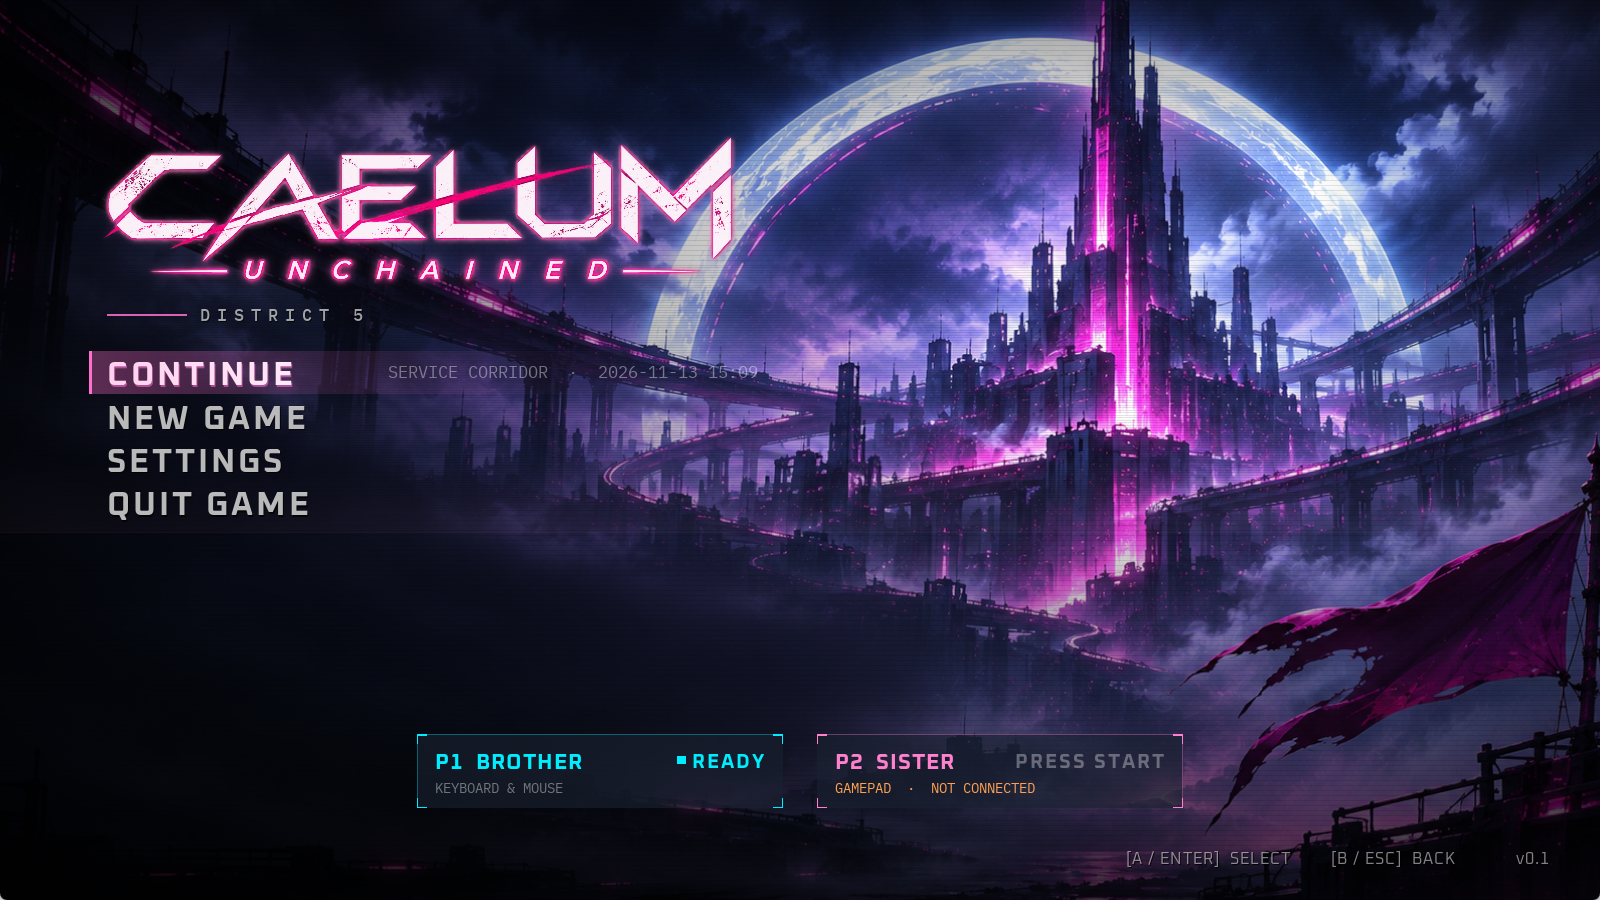 CAELUM
UNCHAINED
DISTRICT 5
CONTINUE SERVICE CORRIDOR · 2026-11-13 15:09
NEW GAME
SETTINGS
QUIT GAME
P1 BROTHER READY
KEYBOARD & MOUSE
P2 SISTER PRESS START
GAMEPAD · NOT CONNECTED
[A / ENTER] SELECT [B / ESC] BACK v0.1